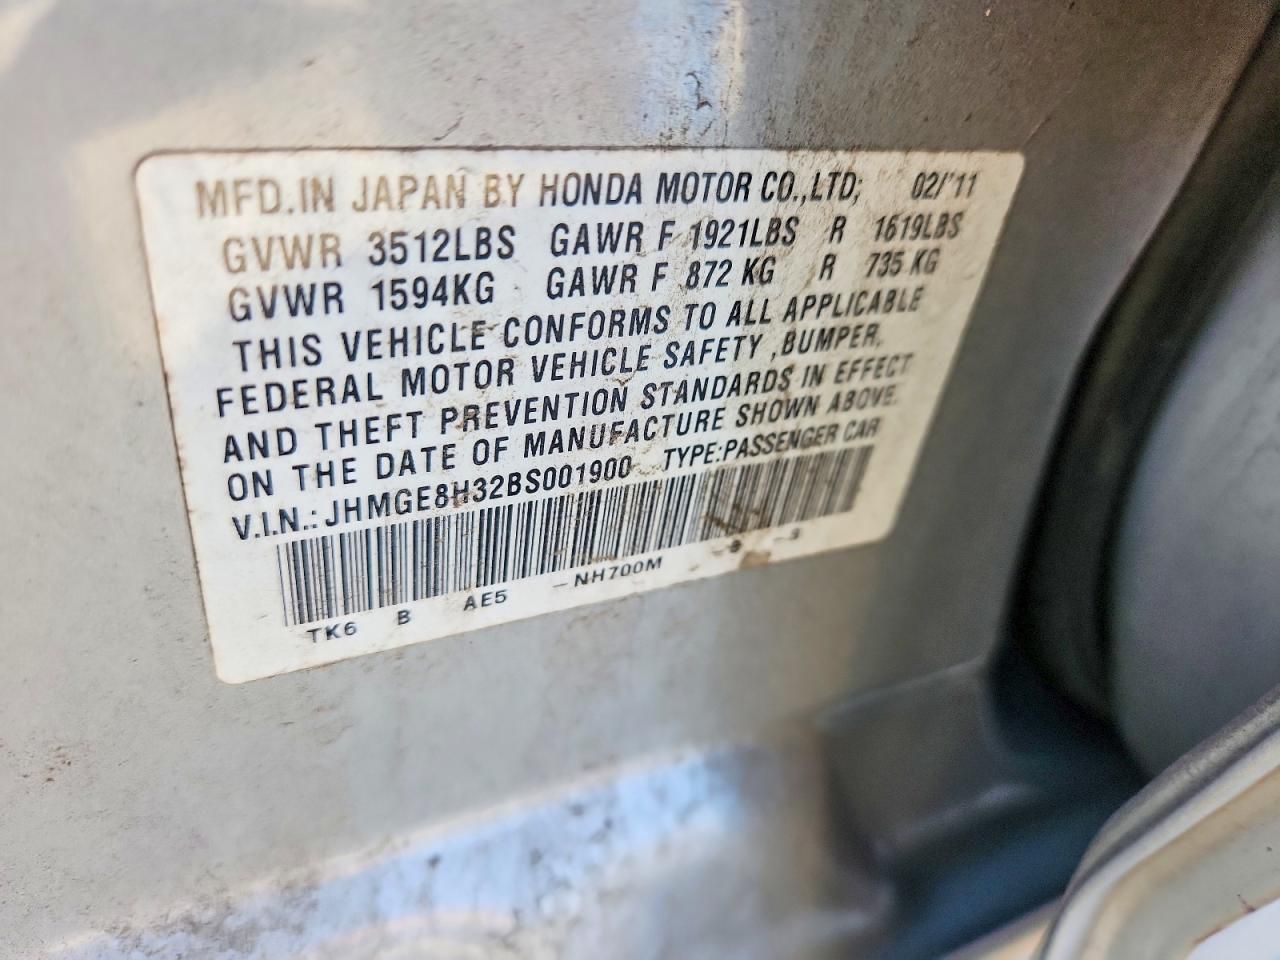 MFD.IN JAPAN BY HONDA MOTOR CO.,LTD; 02/'11
GVWR 3512LBS GAWR F 1921LBS R 1619LBS
GVWR 1594KG GAWR F 872 KG R 735 KG
THIS VEHICLE CONFORMS TO ALL APPLICABLE
FEDERAL MOTOR VEHICLE SAFETY ,BUMPER,
AND THEFT PREVENTION STANDARDS IN EFFECT
ON THE DATE OF MANUFACTURE SHOWN ABOVE.
V.I.N.: JHMGE8H32BS001900 TYPE:PASSENGER CAR
TK6 B AE5 -NH700M